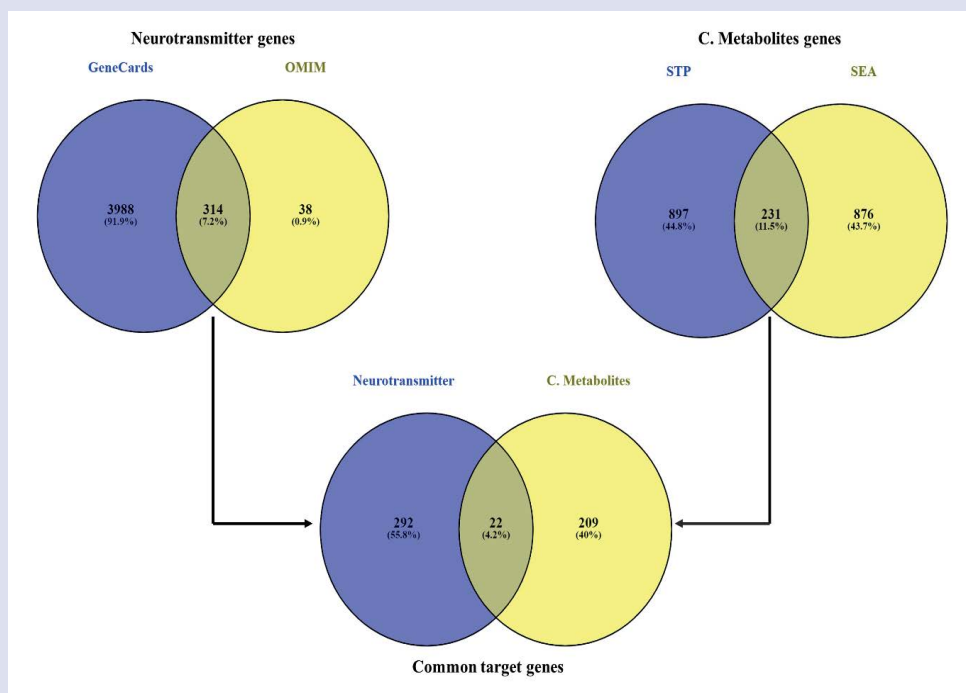 Neurotransmitter genes
GeneCards
OMIM
3988
(91.9%)
314
(7.2%)
38
(0.9%)
C. Metabolites genes
STP
SEA
897
(44.8%)
231
(11.5%)
876
(43.7%)
Neurotransmitter
C. Metabolites
292
(55.8%)
22
(4.2%)
209
(40%)
Common target genes